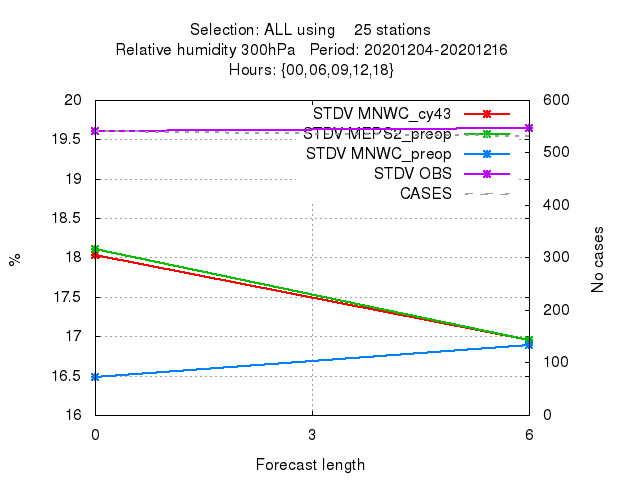 Selection: ALL using    25 stations
Relative humidity 300hPa   Period: 20201204-20201216
Hours: {00,06,09,12,18}
20
19.5
19
18.5
18
17.5
17
16.5
16
%
STDV MNWC_cy43
STDV MEPS2_preop
STDV MNWC_preop
STDV OBS
CASES
600
500
400
300
200
100
0
No cases
0 3 6
Forecast length